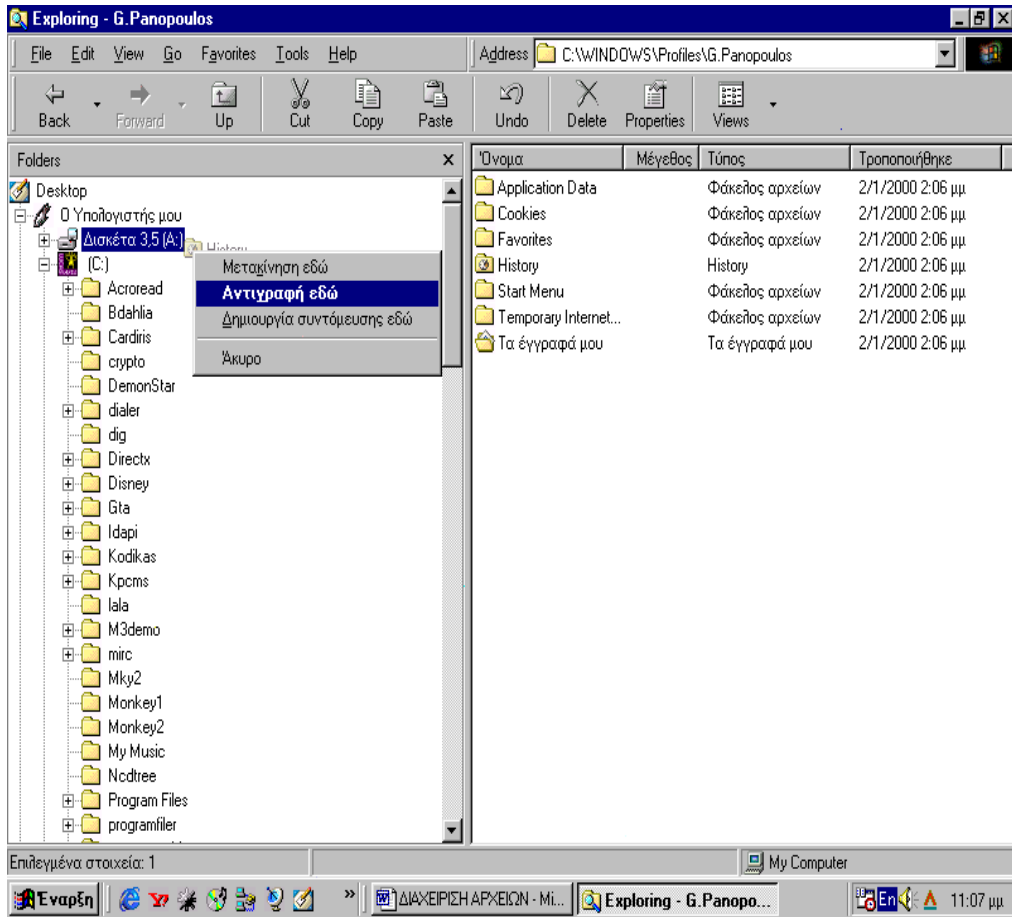 Exploring - G.Panopoulos
File Edit View Go Favorites Tools Help
Address C:\WINDOWS\Profiles\G.Panopoulos
Back Forward Up Cut Copy Paste Undo Delete Properties Views
Folders
Desktop
Ο Υπολογιστής μου
Δισκέτα 3,5 (A:)
History
(C:)
Acroread
Bdahlia
Cardiris
crypto
DemonStar
dialer
dig
Directx
Disney
Gta
Idapi
Kodikas
Kpcms
lala
M3demo
mirc
Mky2
Monkey1
Monkey2
My Music
Ncdtree
Program Files
programfiler
Μετακίνηση εδώ
Αντιγραφή εδώ
Δημιουργία συντόμευσης εδώ
Άκυρο
Όνομα Μέγεθος Τύπος Τροποποιήθηκε
Application Data Φάκελος αρχείων 2/1/2000 2:06 μμ
Cookies Φάκελος αρχείων 2/1/2000 2:06 μμ
Favorites Φάκελος αρχείων 2/1/2000 2:06 μμ
History History 2/1/2000 2:06 μμ
Start Menu Φάκελος αρχείων 2/1/2000 2:06 μμ
Temporary Internet... Φάκελος αρχείων 2/1/2000 2:06 μμ
Τα έγγραφά μου Τα έγγραφά μου 2/1/2000 2:06 μμ
Επιλεγμένα στοιχεία: 1
My Computer
Έναρξη » ΔΙΑΧΕΙΡΙΣΗ ΑΡΧΕΙΩΝ - Mi... Exploring - G.Panopo... En 11:07 μμ